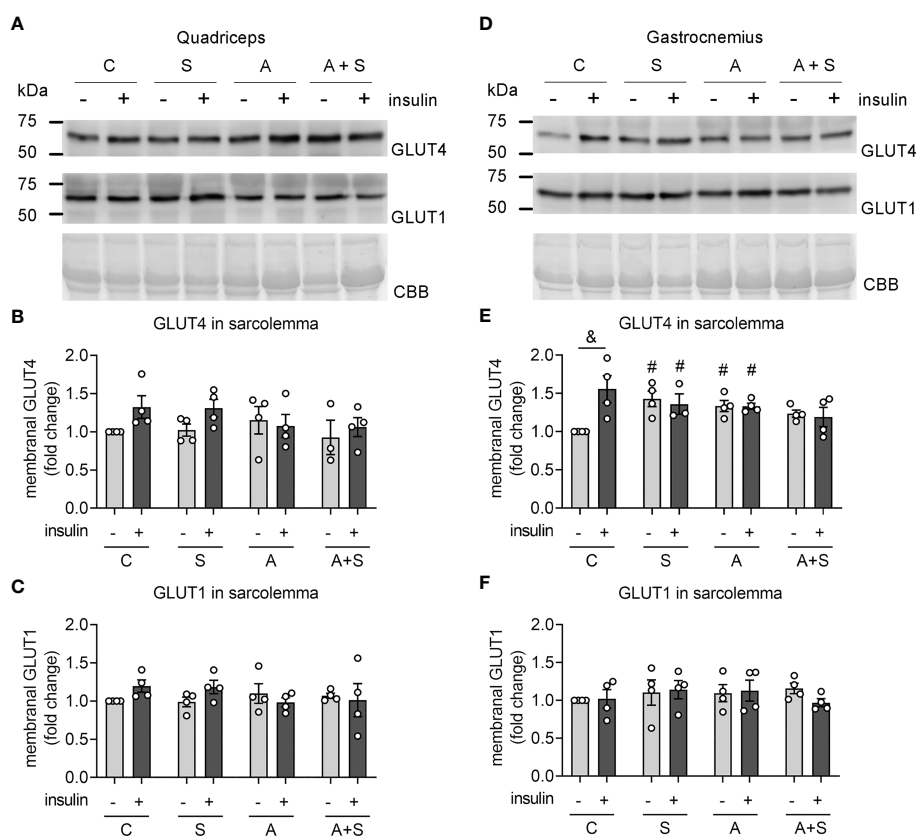 A
Quadriceps
C S A A + S
kDa
- + - + - + - + insulin
75
50
GLUT4
75
50
GLUT1
CBB
B
GLUT4 in sarcolemma
membranal GLUT4
(fold change)
2.0
1.5
1.0
0.5
0.0
insulin - + - + - + - +
C S A A+S
C
GLUT1 in sarcolemma
membranal GLUT1
(fold change)
2.0
1.5
1.0
0.5
0.0
insulin - + - + - + - +
C S A A+S
D
Gastrocnemius
C S A A + S
kDa
- + - + - + - + insulin
75
50
GLUT4
75
50
GLUT1
CBB
E
GLUT4 in sarcolemma
&
# # # #
membranal GLUT4
(fold change)
2.0
1.5
1.0
0.5
0.0
insulin - + - + - + - +
C S A A+S
F
GLUT1 in sarcolemma
membranal GLUT1
(fold change)
2.0
1.5
1.0
0.5
0.0
insulin - + - + - + - +
C S A A+S